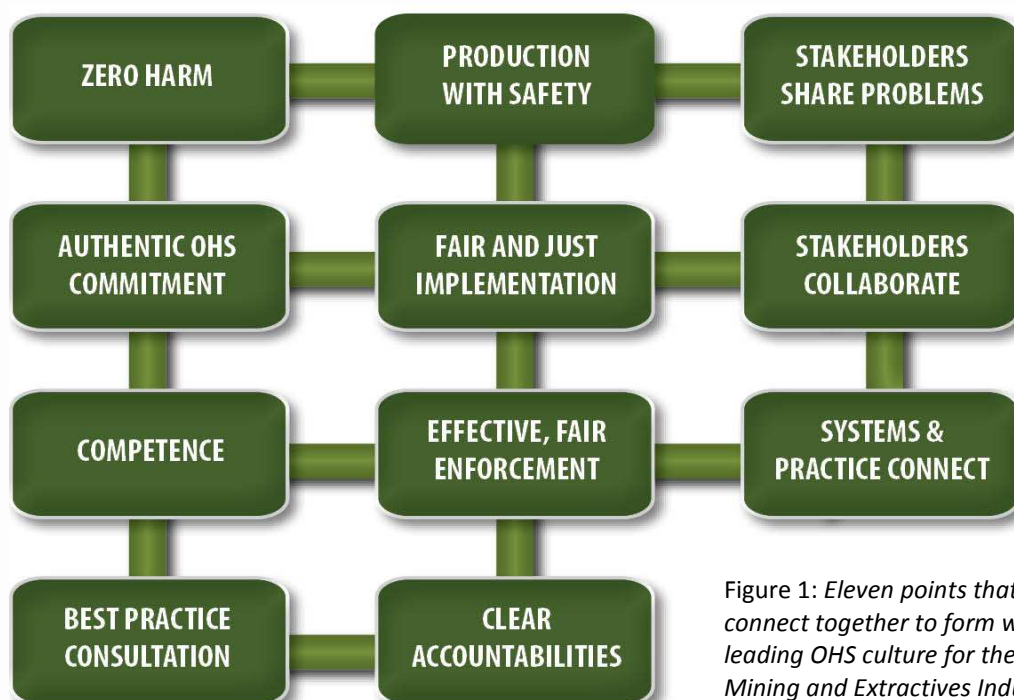 ZERO HARM
PRODUCTION
WITH SAFETY
STAKEHOLDERS
SHARE PROBLEMS
AUTHENTIC OHS
COMMITMENT
FAIR AND JUST
IMPLEMENTATION
STAKEHOLDERS
COLLABORATE
COMPETENCE
EFFECTIVE, FAIR
ENFORCEMENT
SYSTEMS &
PRACTICE CONNECT
BEST PRACTICE
CONSULTATION
CLEAR
ACCOUNTABILITIES
Figure 1: Eleven points that
connect together to form
leading OHS culture for the
Mining and Extractives